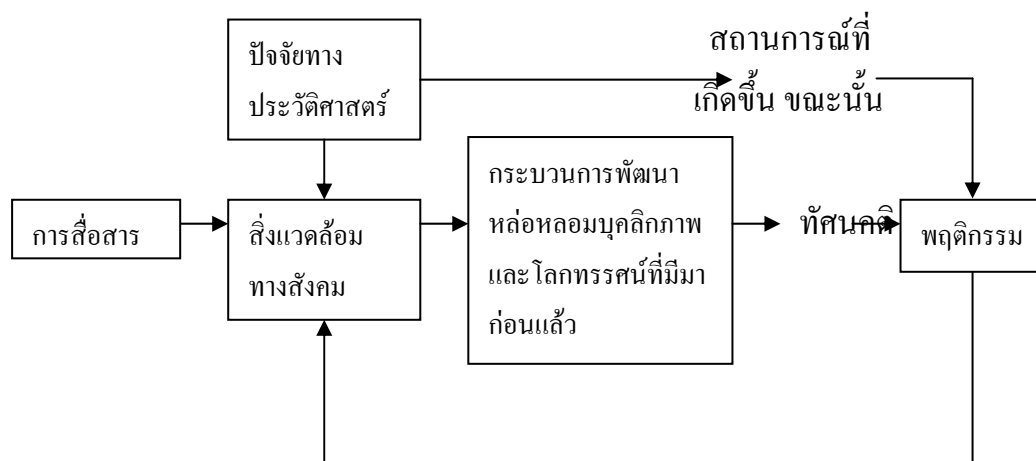 ปัจจัยทาง
ประวัติศาสตร์
สถานการณ์ที่
เกิดขึ้น ขณะนั้น
การสื่อสาร
สิ่งแวดล้อม
ทางสังคม
กระบวนการพัฒนา
หล่อหลอมบุคลิกภาพ
และโลกทรรศน์ที่มีมา
ก่อนแล้ว
ทัศนคติ
พฤติกรรม